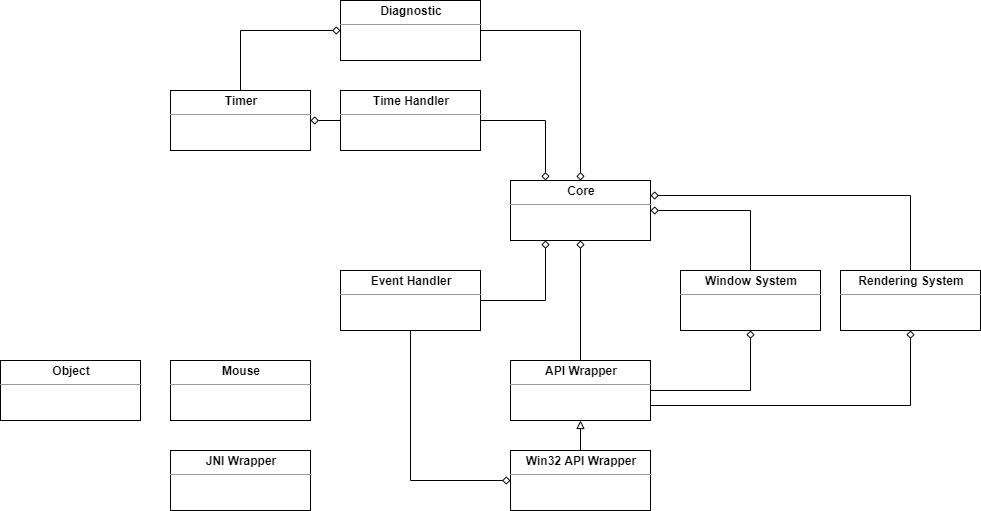 Diagnostic
Timer
Time Handler
Core
Event Handler
Window System
Rendering System
Object
Mouse
API Wrapper
JNI Wrapper
Win32 API Wrapper